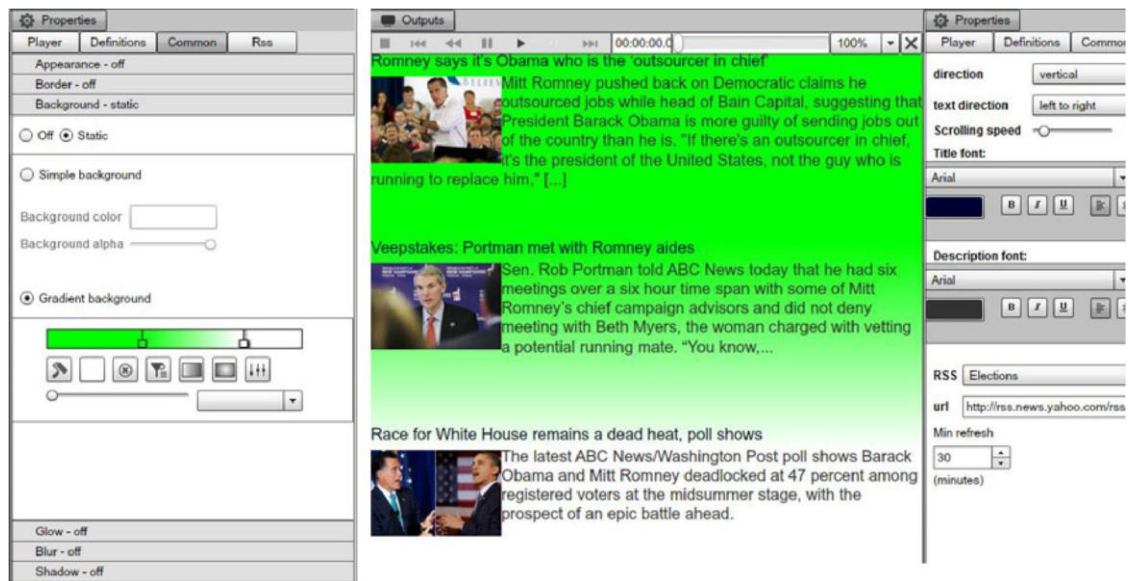 Properties
Player Definitions Common Rss
Appearance - off
Border - off
Background - static
Off Static
Simple background
Background color
Background alpha
Gradient background
Glow - off
Blur - off
Shadow - off
Outputs
00:00:00.0 100%
Romney says it's Obama who is the 'outsourcer in chief'
Mitt Romney pushed back on Democratic claims he
outsourced jobs while head of Bain Capital, suggesting that
President Barack Obama is more guilty of sending jobs out
of the country than he is. "If there's an outsourcer in chief,
it's the president of the United States, not the guy who is
running to replace him," [...]
Veepstakes: Portman met with Romney aides
Sen. Rob Portman told ABC News today that he had six
meetings over a six hour time span with some of Mitt
Romney's chief campaign advisors and did not deny
meeting with Beth Myers, the woman charged with vetting
a potential running mate. "You know,...
Race for White House remains a dead heat, poll shows
The latest ABC News/Washington Post poll shows Barack
Obama and Mitt Romney deadlocked at 47 percent among
registered voters at the midsummer stage, with the
prospect of an epic battle ahead.
Properties
Player Definitions Commo
direction vertical
text direction left to right
Scrolling speed
Title font:
Arial
B I U
Description font:
Arial
B I U
RSS Elections
url http://rss.news.yahoo.com/rss
Min refresh
30
(minutes)